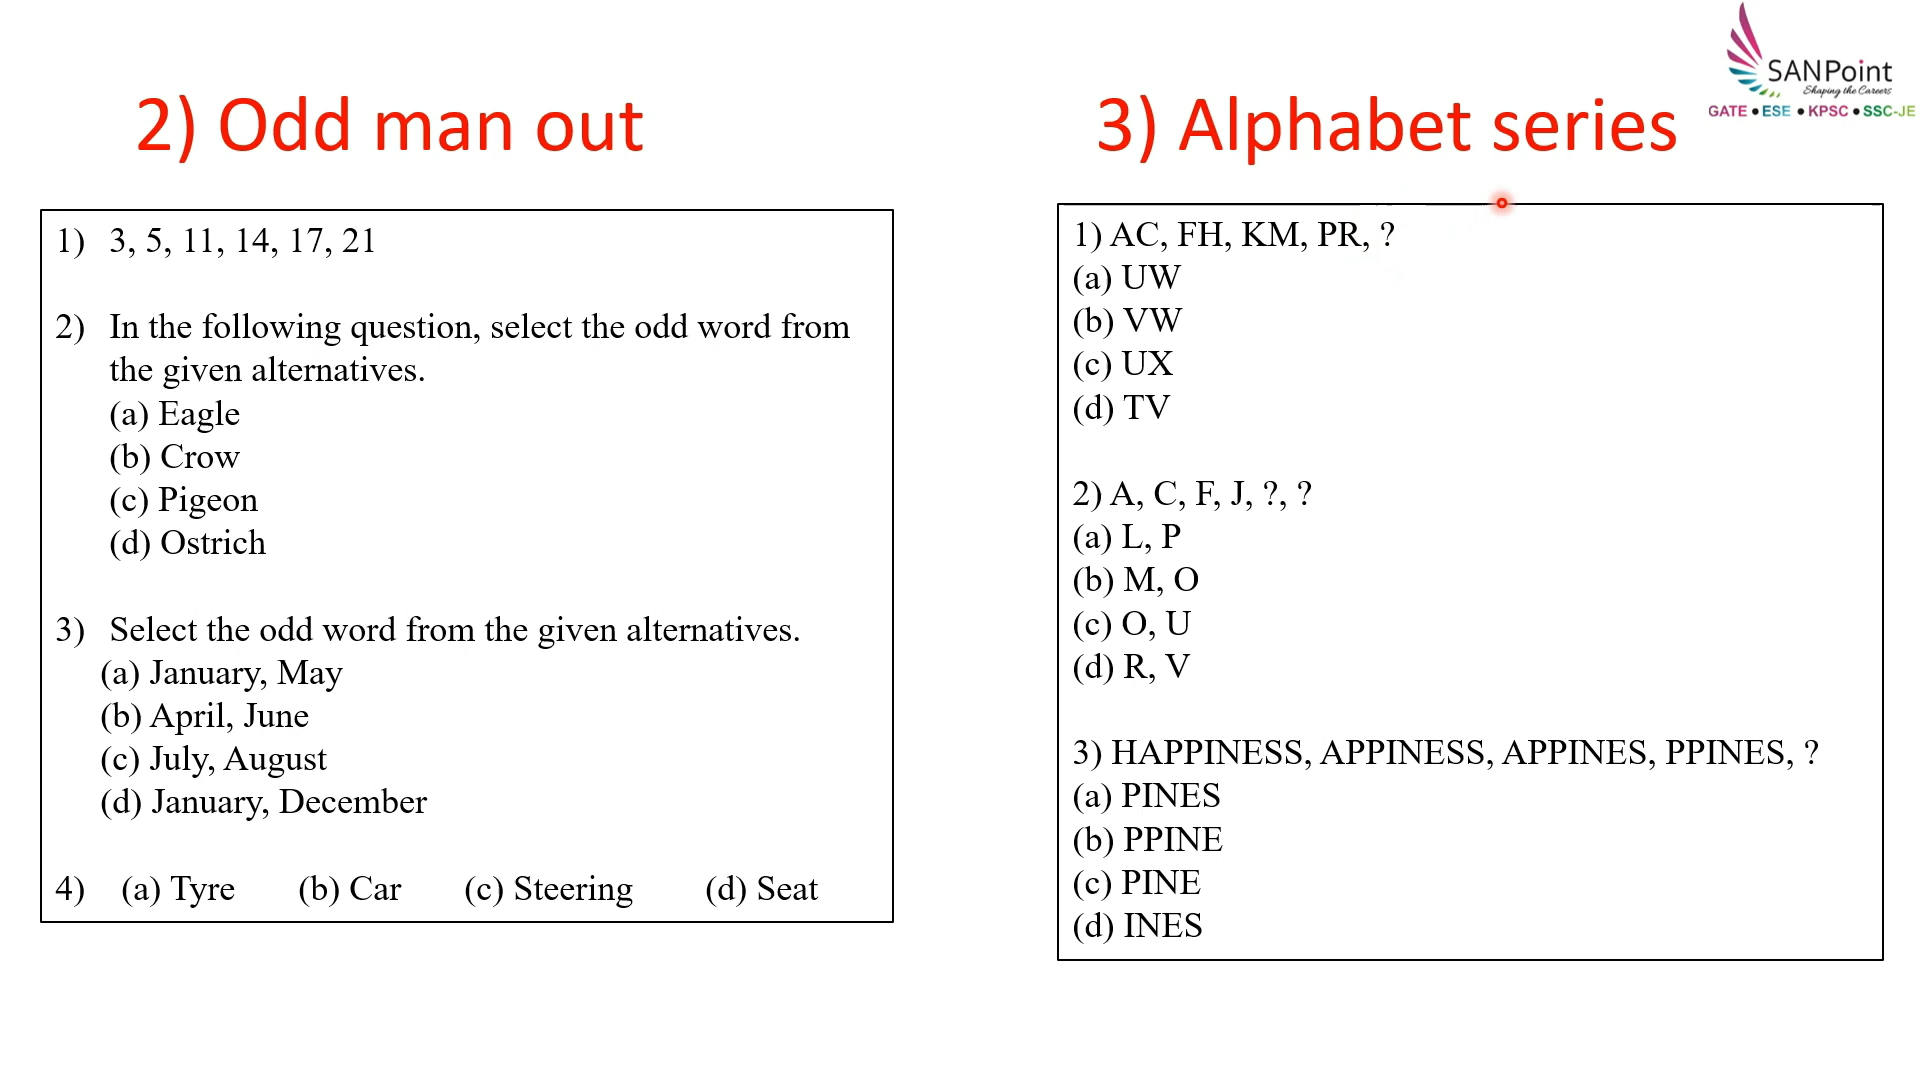 SANPoint
Shaping the Careers
GATE • ESE • KPSC • SSC-JE
2) Odd man out
1) 3, 5, 11, 14, 17, 21
2) In the following question, select the odd word from
the given alternatives.
(a) Eagle
(b) Crow
(c) Pigeon
(d) Ostrich
3) Select the odd word from the given alternatives.
(a) January, May
(b) April, June
(c) July, August
(d) January, December
4) (a) Tyre (b) Car (c) Steering (d) Seat
3) Alphabet series
1) AC, FH, KM, PR, ?
(a) UW
(b) VW
(c) UX
(d) TV
2) A, C, F, J, ?, ?
(a) L, P
(b) M, O
(c) O, U
(d) R, V
3) HAPPINESS, APPINESS, APPINES, PPINES, ?
(a) PINES
(b) PPINE
(c) PINE
(d) INES